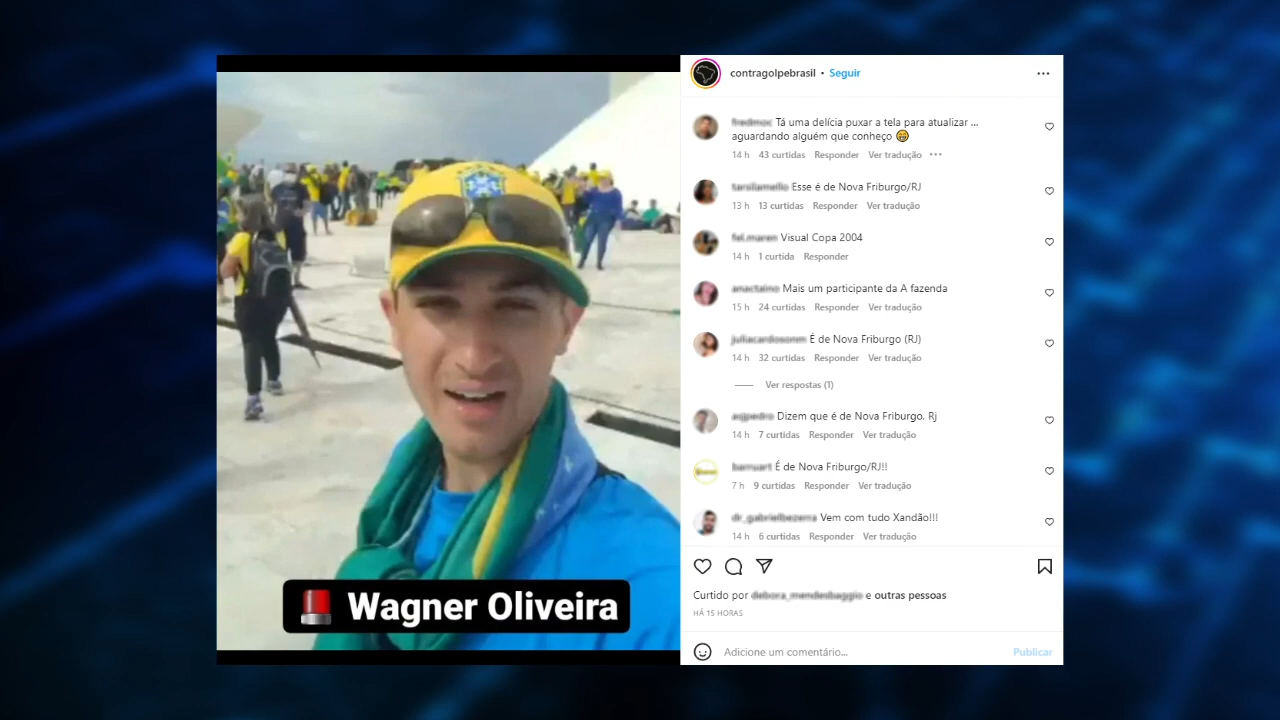 contragolpebrasil • Seguir
Tá uma delícia puxar a tela para atualizar ...
aguardando alguém que conheço 😁
14 h 43 curtidas Responder Ver tradução
Esse é de Nova Friburgo/RJ
13 h 13 curtidas Responder Ver tradução
Visual Copa 2004
14 h 1 curtida Responder
Mais um participante da A fazenda
15 h 24 curtidas Responder Ver tradução
É de Nova Friburgo (RJ)
14 h 32 curtidas Responder Ver tradução
Ver respostas (1)
Dizem que é de Nova Friburgo. Rj
14 h 7 curtidas Responder Ver tradução
É de Nova Friburgo/RJ!!
7 h 9 curtidas Responder Ver tradução
Vem com tudo Xandão!!!
14 h 6 curtidas Responder Ver tradução
Curtido por e outras pessoas
HÁ 15 HORAS
Adicione um comentário...
Publicar
🚨 Wagner Oliveira